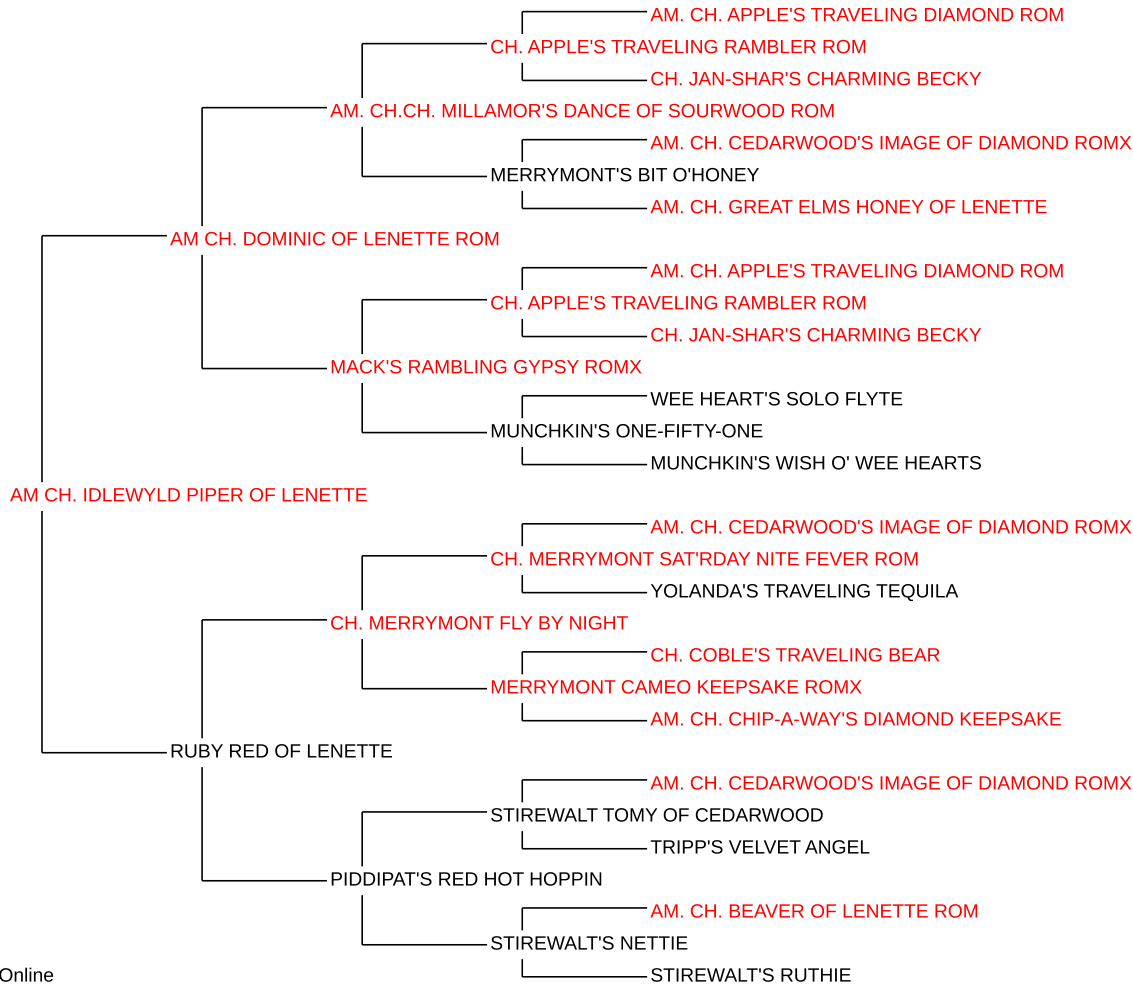 AM. CH. APPLE'S TRAVELING DIAMOND ROM
CH. APPLE'S TRAVELING RAMBLER ROM
CH. JAN-SHAR'S CHARMING BECKY
AM. CH.CH. MILLAMOR'S DANCE OF SOURWOOD ROM
AM. CH. CEDARWOOD'S IMAGE OF DIAMOND ROMX
MERRYMONT'S BIT O'HONEY
AM. CH. GREAT ELMS HONEY OF LENETTE
AM CH. DOMINIC OF LENETTE ROM
AM. CH. APPLE'S TRAVELING DIAMOND ROM
CH. APPLE'S TRAVELING RAMBLER ROM
CH. JAN-SHAR'S CHARMING BECKY
MACK'S RAMBLING GYPSY ROMX
WEE HEART'S SOLO FLYTE
MUNCHKIN'S ONE-FIFTY-ONE
MUNCHKIN'S WISH O' WEE HEARTS
AM CH. IDLEWYLD PIPER OF LENETTE
AM. CH. CEDARWOOD'S IMAGE OF DIAMOND ROMX
CH. MERRYMONT SAT'RDAY NITE FEVER ROM
YOLANDA'S TRAVELING TEQUILA
CH. MERRYMONT FLY BY NIGHT
CH. COBLE'S TRAVELING BEAR
MERRYMONT CAMEO KEEPSAKE ROMX
AM. CH. CHIP-A-WAY'S DIAMOND KEEPSAKE
RUBY RED OF LENETTE
AM. CH. CEDARWOOD'S IMAGE OF DIAMOND ROMX
STIREWALT TOMY OF CEDARWOOD
TRIPP'S VELVET ANGEL
PIDDIPAT'S RED HOT HOPPIN
AM. CH. BEAVER OF LENETTE ROM
STIREWALT'S NETTIE
STIREWALT'S RUTHIE
Online